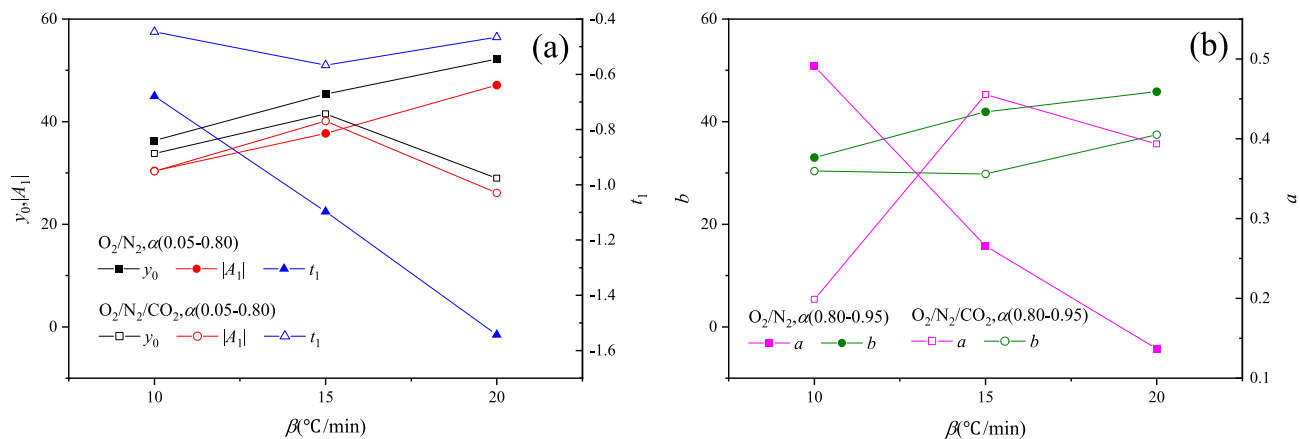 (a)
60
40
20
0
y₀,|A₁|
-0.4
-0.6
-0.8
-1.0
-1.2
-1.4
-1.6
t₁
O₂/N₂,α(0.05-0.80)
y₀ |A₁| t₁
O₂/N₂/CO₂,α(0.05-0.80)
y₀ |A₁| t₁
10 15 20
β(℃/min)
(b)
60
40
20
0
b
0.5
0.4
0.3
0.2
0.1
a
O₂/N₂,α(0.80-0.95) O₂/N₂/CO₂,α(0.80-0.95)
a b a b
10 15 20
β(℃/min)